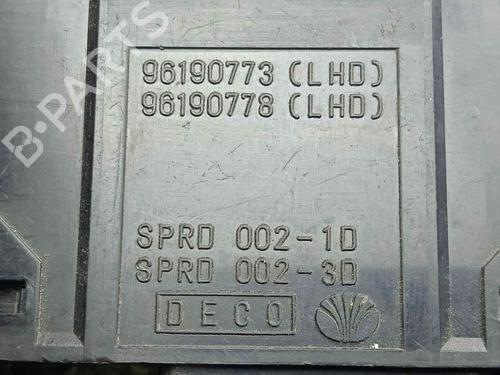 96190773 (LHD)
96190778 (LHD)
B-PARTS
SPRD 002-1D
SPRD 002-3D
DECO